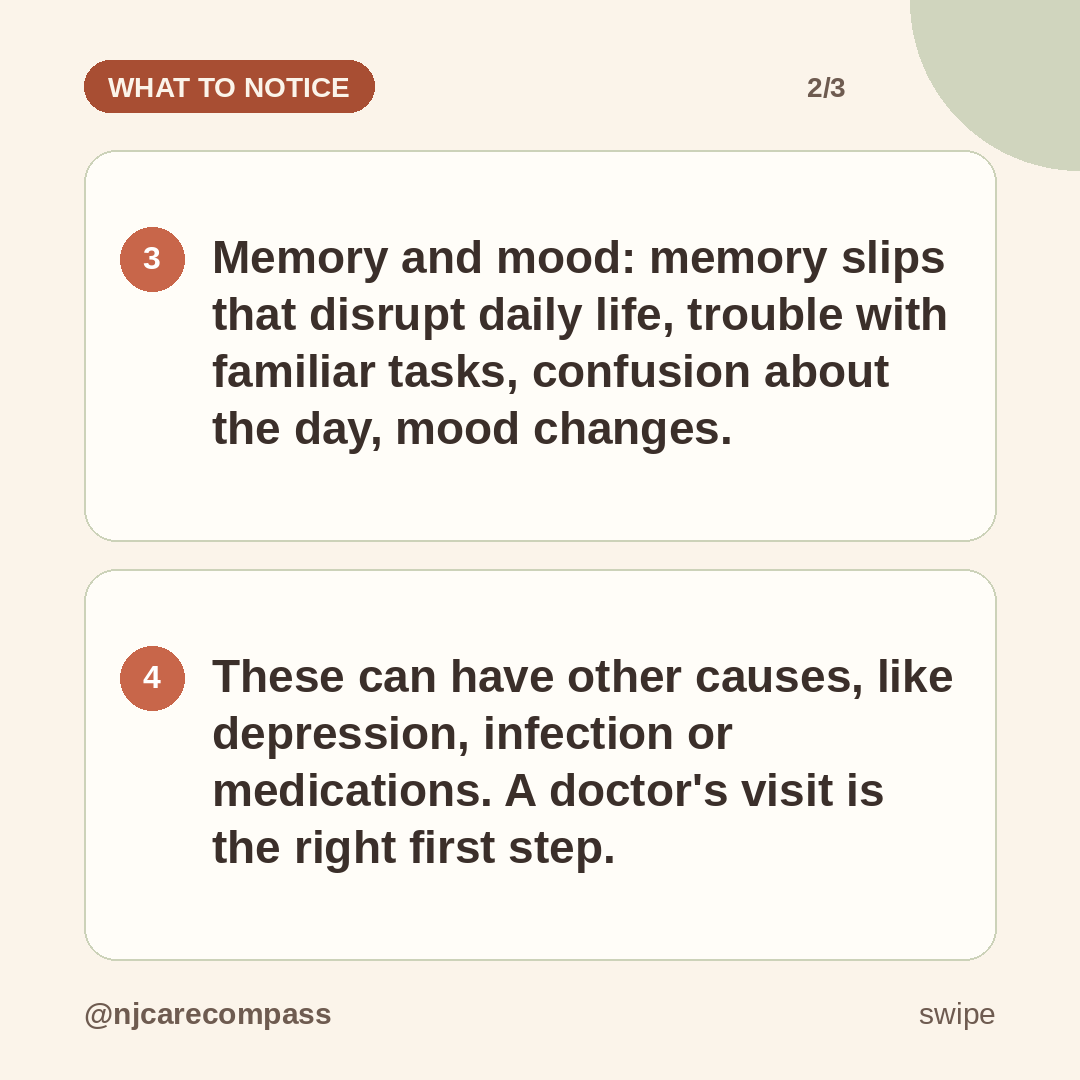 WHAT TO NOTICE
2/3
3
Memory and mood: memory slips
that disrupt daily life, trouble with
familiar tasks, confusion about
the day, mood changes.
4
These can have other causes, like
depression, infection or
medications. A doctor's visit is
the right first step.
@njcarecompass
swipe